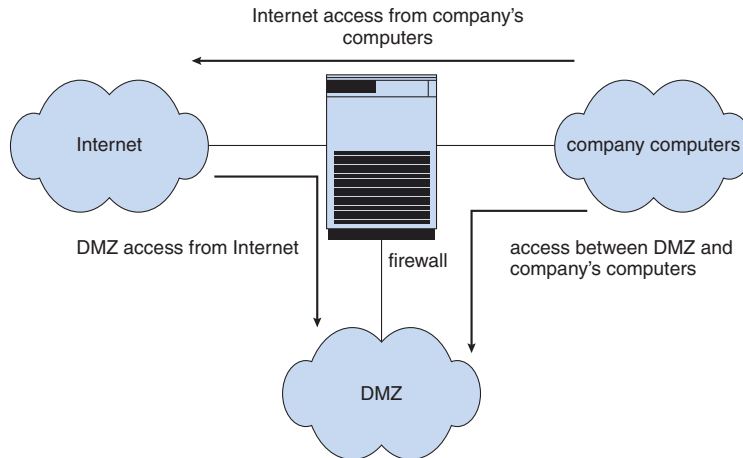 Internet access from company’s
computers
Internet
company computers
DMZ access from Internet
firewall
access between DMZ and
company’s computers
DMZ